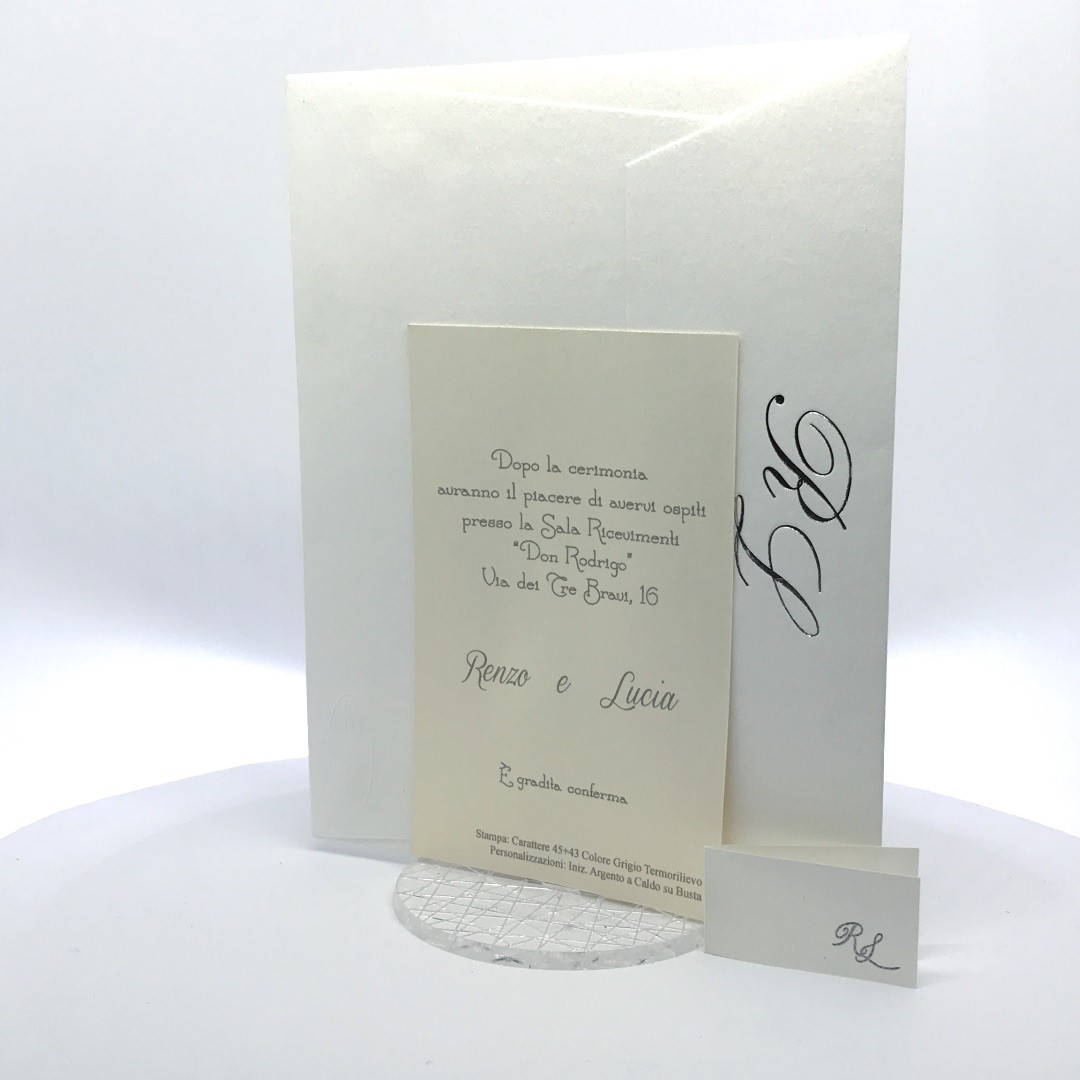 Dopo la cerimonia
avranno il piacere di avervi ospiti
presso la Sala Ricevimenti
"Don Rodrigo"
Via dei Tre Bravi, 16
Renzo e Lucia
È gradita conferma
Stampa: Carattere 45+43 Colore Grigio Termorilievo
Personalizzazioni: Iniz. Argento a Caldo su Busta
RL
RL